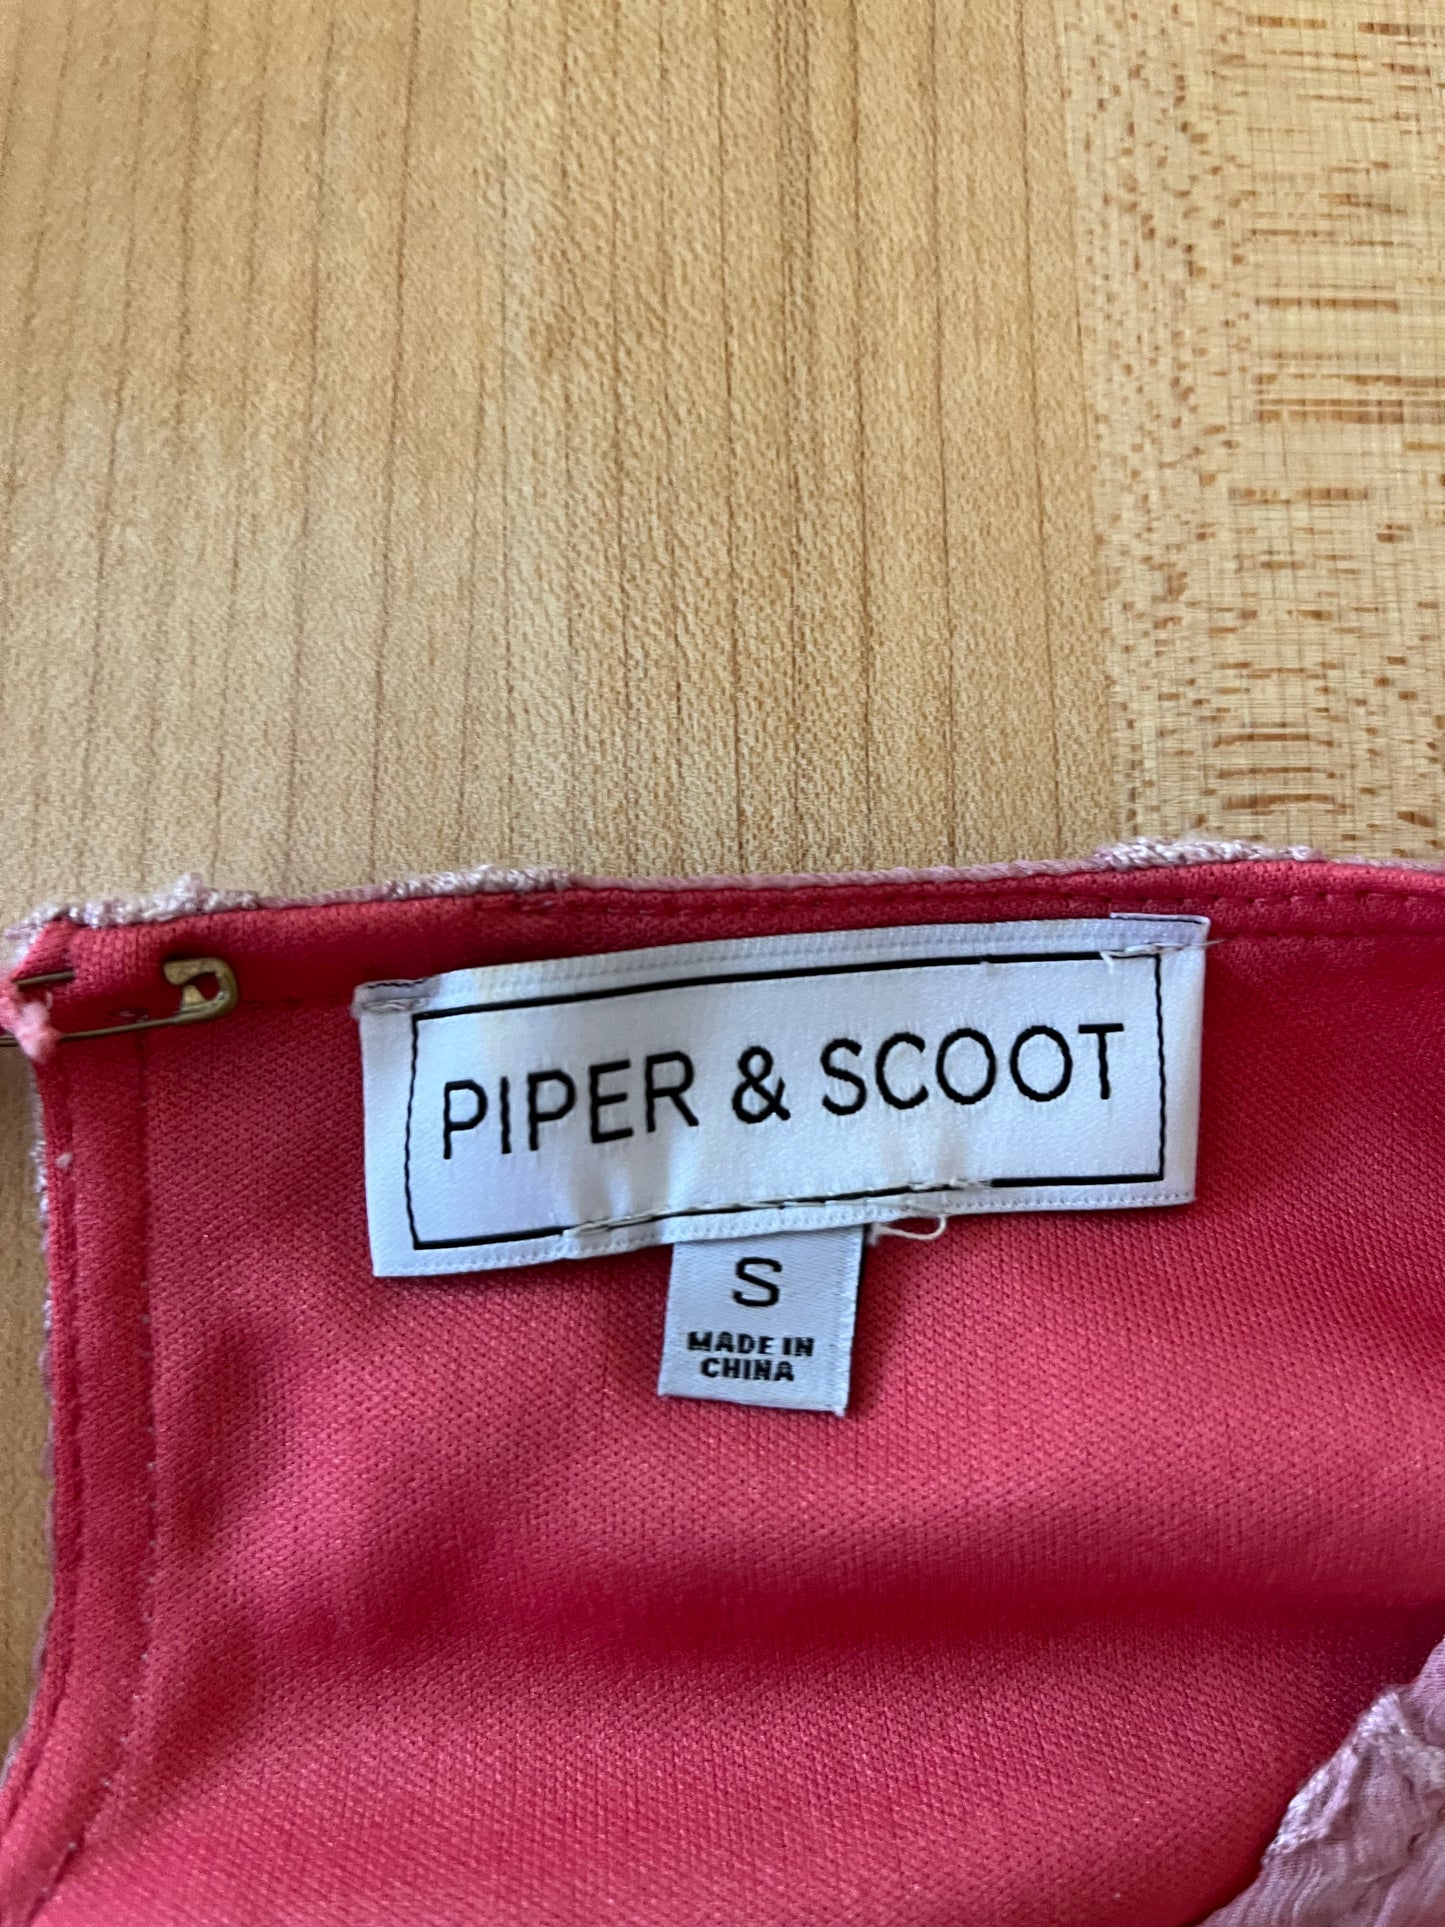 PIPER & SCOOT
S
MADE IN
CHINA